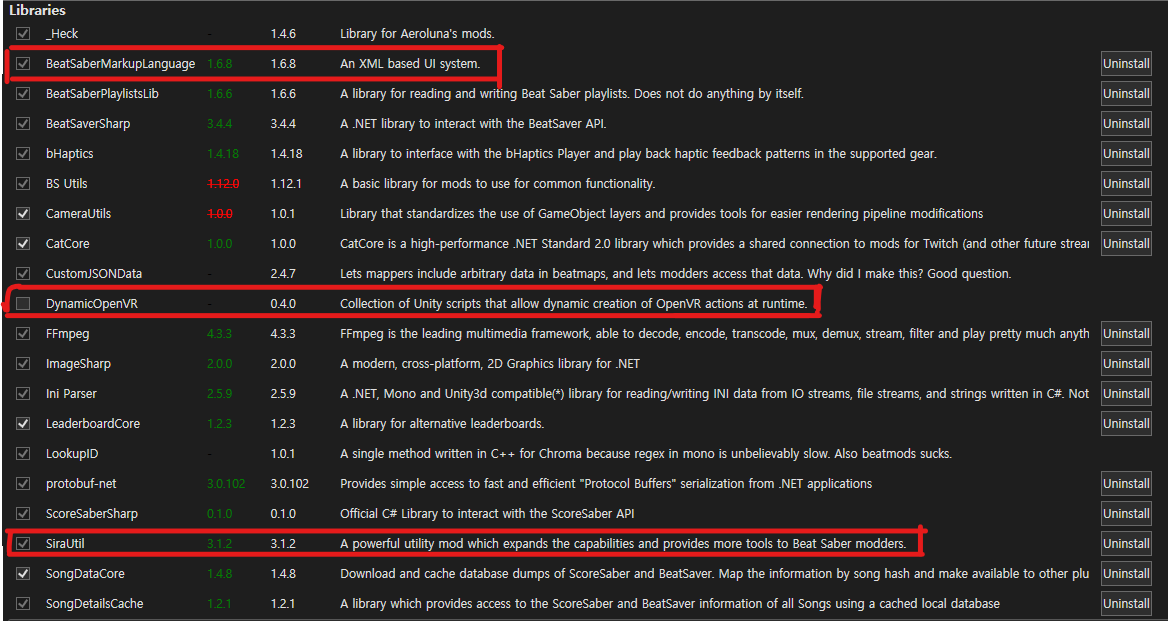 Libraries
_Heck - 1.4.6 Library for Aeroluna's mods.
BeatSaberMarkupLanguage 1.6.8 1.6.8 An XML based UI system. Uninstall
BeatSaberPlaylistsLib 1.6.6 1.6.6 A library for reading and writing Beat Saber playlists. Does not do anything by itself. Uninstall
BeatSaverSharp 3.4.4 3.4.4 A .NET library to interact with the BeatSaver API. Uninstall
bHaptics 1.4.18 1.4.18 A library to interface with the bHaptics Player and play back haptic feedback patterns in the supported gear. Uninstall
BS Utils 1.12.0 1.12.1 A basic library for mods to use for common functionality. Uninstall
CameraUtils 1.0.0 1.0.1 Library that standardizes the use of GameObject layers and provides tools for easier rendering pipeline modifications Uninstall
CatCore 1.0.0 1.0.0 CatCore is a high-performance .NET Standard 2.0 library which provides a shared connection to mods for Twitch (and other future strear Uninstall
CustomJSONData - 2.4.7 Lets mappers include arbitrary data in beatmaps, and lets modders access that data. Why did I make this? Good question.
DynamicOpenVR - 0.4.0 Collection of Unity scripts that allow dynamic creation of OpenVR actions at runtime.
FFmpeg 4.3.3 4.3.3 FFmpeg is the leading multimedia framework, able to decode, encode, transcode, mux, demux, stream, filter and play pretty much anyth Uninstall
ImageSharp 2.0.0 2.0.0 A modern, cross-platform, 2D Graphics library for .NET Uninstall
Ini Parser 2.5.9 2.5.9 A .NET, Mono and Unity3d compatible(*) library for reading/writing INI data from IO streams, file streams, and strings written in C#. Not Uninstall
LeaderboardCore 1.2.3 1.2.3 A library for alternative leaderboards. Uninstall
LookupID - 1.0.1 A single method written in C++ for Chroma because regex in mono is unbelievably slow. Also beatmods sucks.
protobuf-net 3.0.102 3.0.102 Provides simple access to fast and efficient "Protocol Buffers" serialization from .NET applications Uninstall
ScoreSaberSharp 0.1.0 0.1.0 Official C# Library to interact with the ScoreSaber API Uninstall
SiraUtil 3.1.2 3.1.2 A powerful utility mod which expands the capabilities and provides more tools to Beat Saber modders. Uninstall
SongDataCore 1.4.8 1.4.8 Download and cache database dumps of ScoreSaber and BeatSaver. Map the information by song hash and make available to other plu Uninstall
SongDetailsCache 1.2.1 1.2.1 A library which provides access to the ScoreSaber and BeatSaver information of all Songs using a cached local database Uninstall